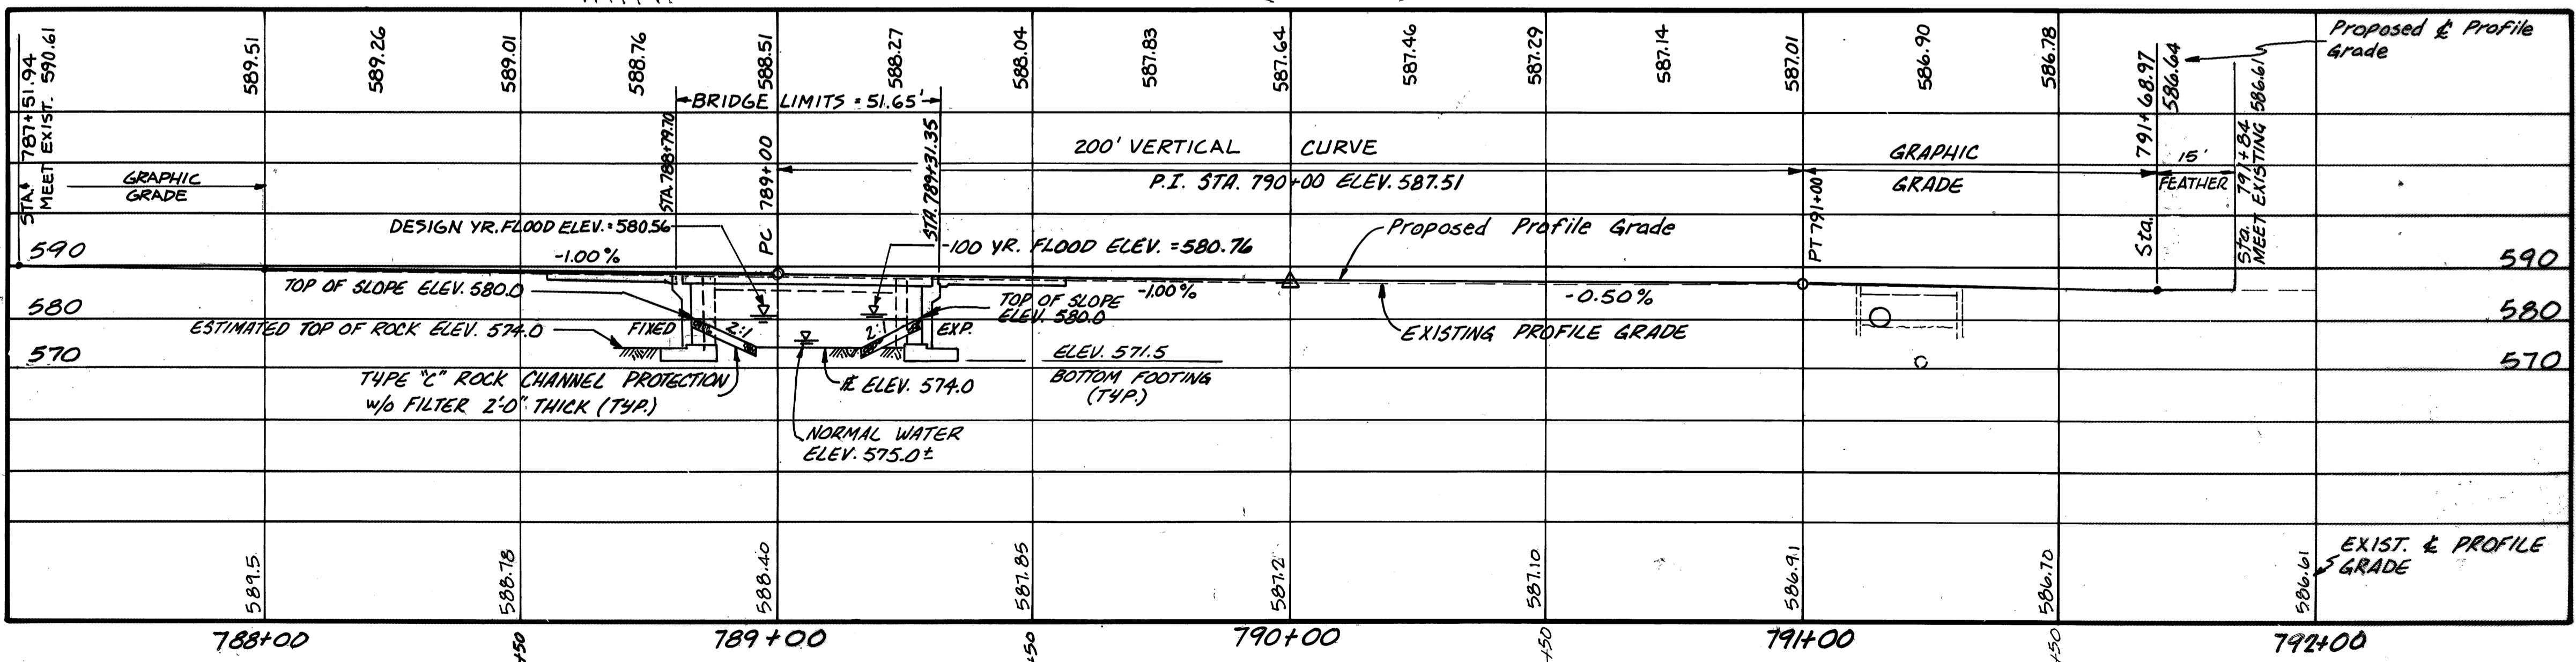 STA. 787+51.94
MEET EXIST. 590.61
589.51
589.26
589.01
588.76
588.51
588.27
588.04
587.83
587.64
587.46
587.29
587.14
587.01
586.90
586.78
Sta. 791+68.97
586.64
Sta. 791+84
MEET EXISTING 586.61
Proposed ℄ Profile
Grade
BRIDGE LIMITS = 51.65'
STA. 788+79.70
PC 789+00
STA. 789+31.35
200' VERTICAL CURVE
P.I. STA. 790+00 ELEV. 587.51
PT 791+00
GRAPHIC
GRADE
GRAPHIC
GRADE
15'
FEATHER
DESIGN YR. FLOOD ELEV. = 580.56
100 YR. FLOOD ELEV. = 580.76
Proposed Profile Grade
590
-1.00%
590
TOP OF SLOPE ELEV. 580.0
-1.00%
-0.50%
TOP OF SLOPE
ELEV. 580.0
580
580
ESTIMATED TOP OF ROCK ELEV. 574.0
FIXED
2:1
2:1
EXP.
EXISTING PROFILE GRADE
570
570
ELEV. 571.5
BOTTOM FOOTING
(TYP.)
TYPE "C" ROCK CHANNEL PROTECTION
W/O FILTER 2'-0" THICK (TYP.)
℄ ELEV. 574.0
NORMAL WATER
ELEV. 575.0±
589.5
588.78
588.40
587.85
587.2
587.10
586.91
586.70
586.61
EXIST. ℄ PROFILE
GRADE
788+00
+50
789+00
+50
790+00
+50
791+00
+50
792+00